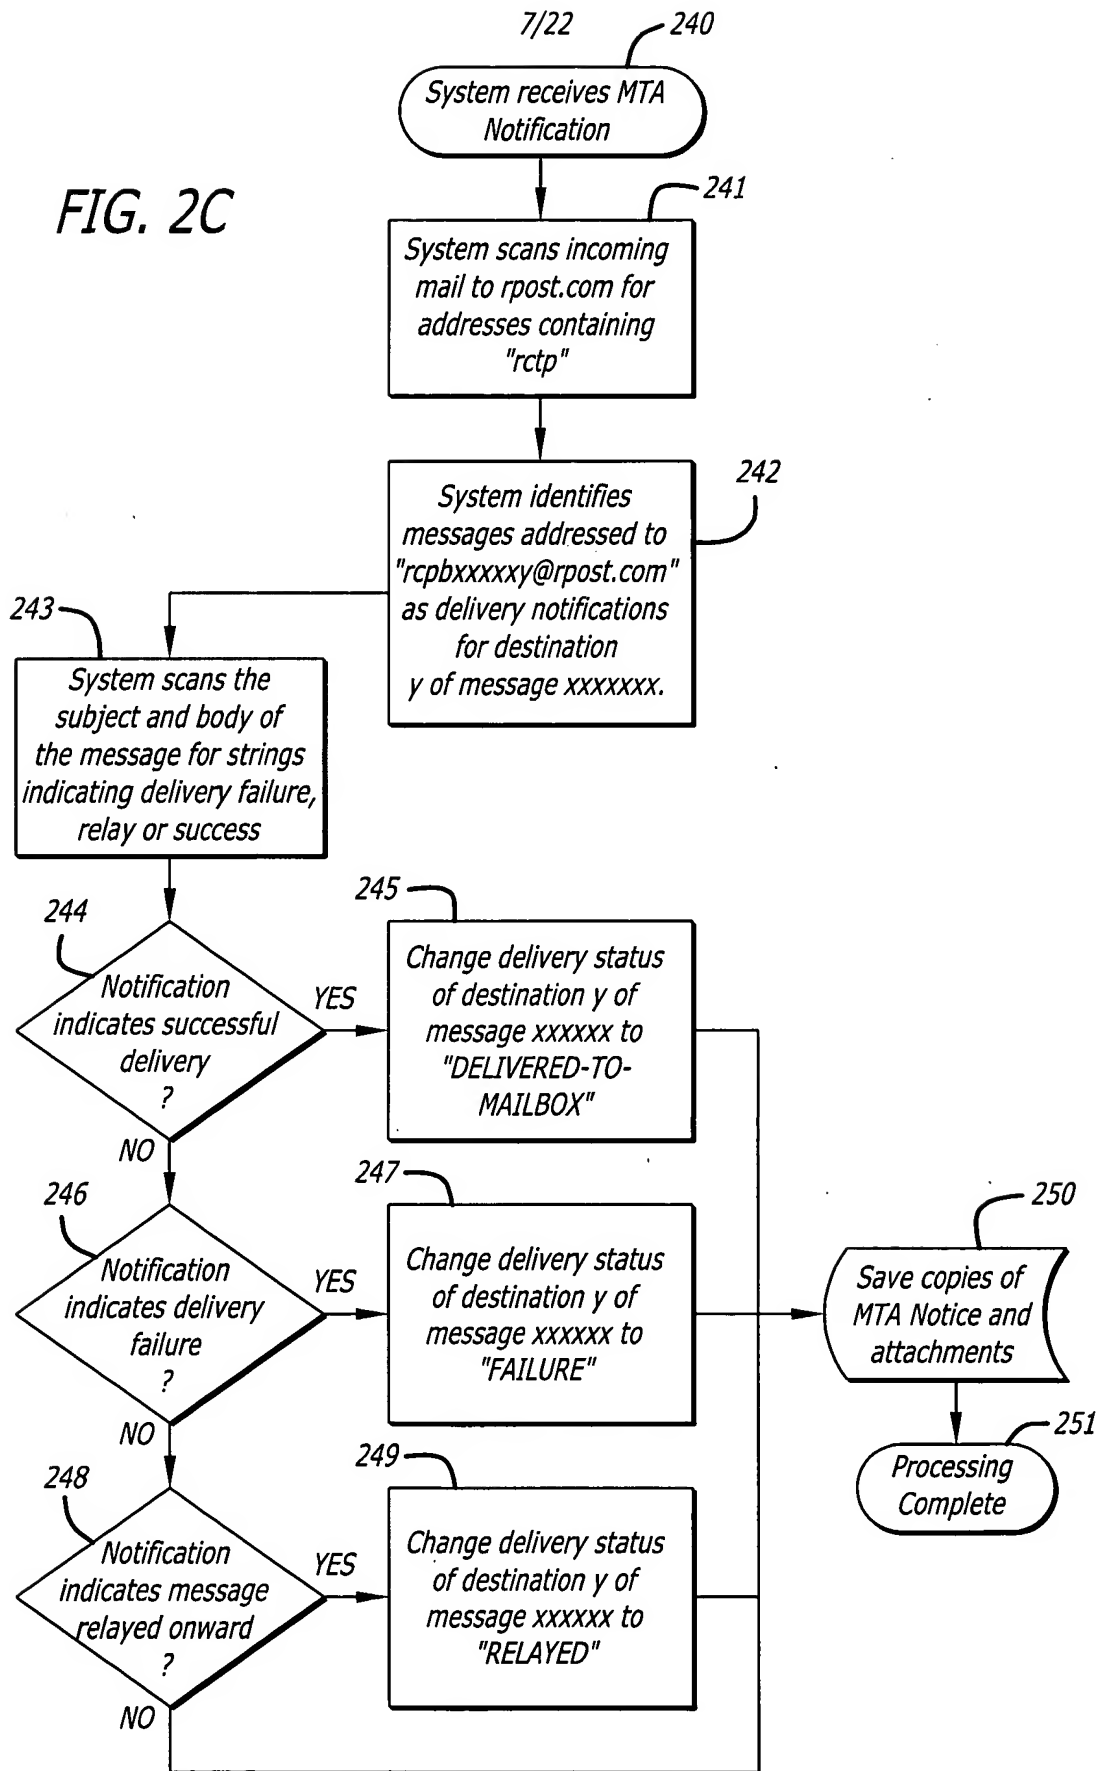 7/22
240
System receives MTA
Notification
FIG. 2C
241
System scans incoming
mail to rpost.com for
addresses containing
"rctp"
242
System identifies
messages addressed to
"rcpbxxxxxy@rpost.com"
as delivery notifications
for destination
y of message xxxxxxx.
243
System scans the
subject and body of
the message for strings
indicating delivery failure,
relay or success
244
Notification
indicates successful
delivery
?
YES
NO
245
Change delivery status
of destination y of
message xxxxxx to
"DELIVERED-TO-
MAILBOX"
246
Notification
indicates delivery
failure
?
YES
NO
247
Change delivery status
of destination y of
message xxxxxx to
"FAILURE"
248
Notification
indicates message
relayed onward
?
YES
NO
249
Change delivery status
of destination y of
message xxxxxx to
"RELAYED"
250
Save copies of
MTA Notice and
attachments
251
Processing
Complete